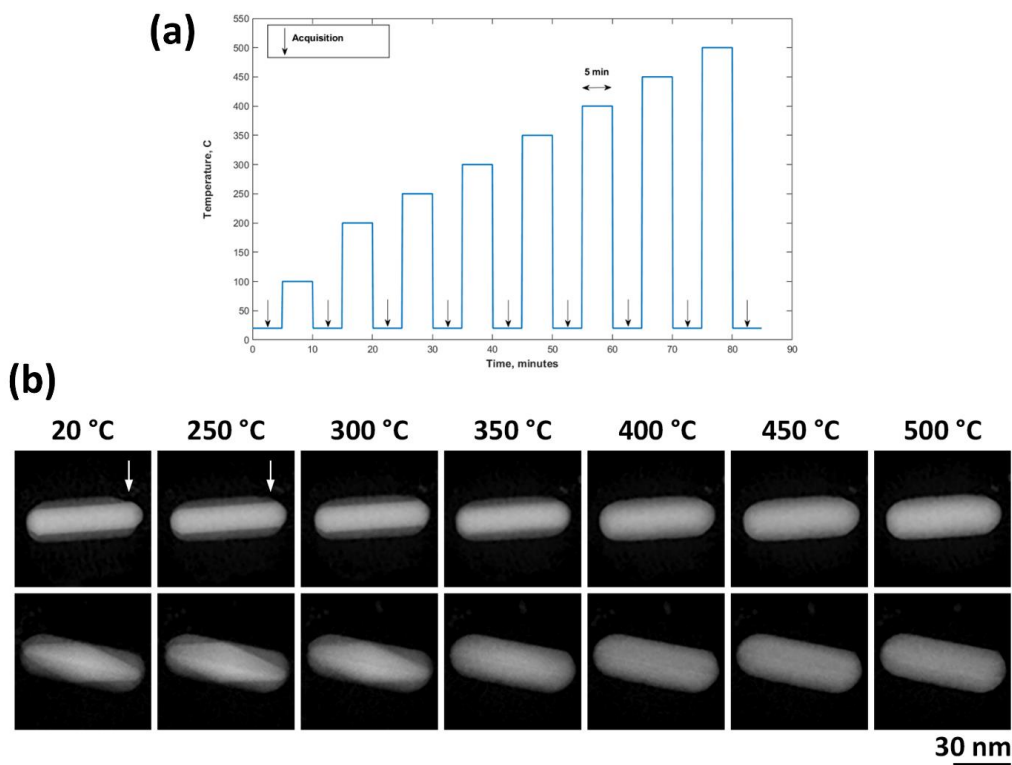 (a)
Acquisition
5 min
550
500
450
400
350
300
250
200
150
100
50
0
Temperature, C
0 10 20 30 40 50 60 70 80 90
Time, minutes
(b)
20 °C 250 °C 300 °C 350 °C 400 °C 450 °C 500 °C
30 nm